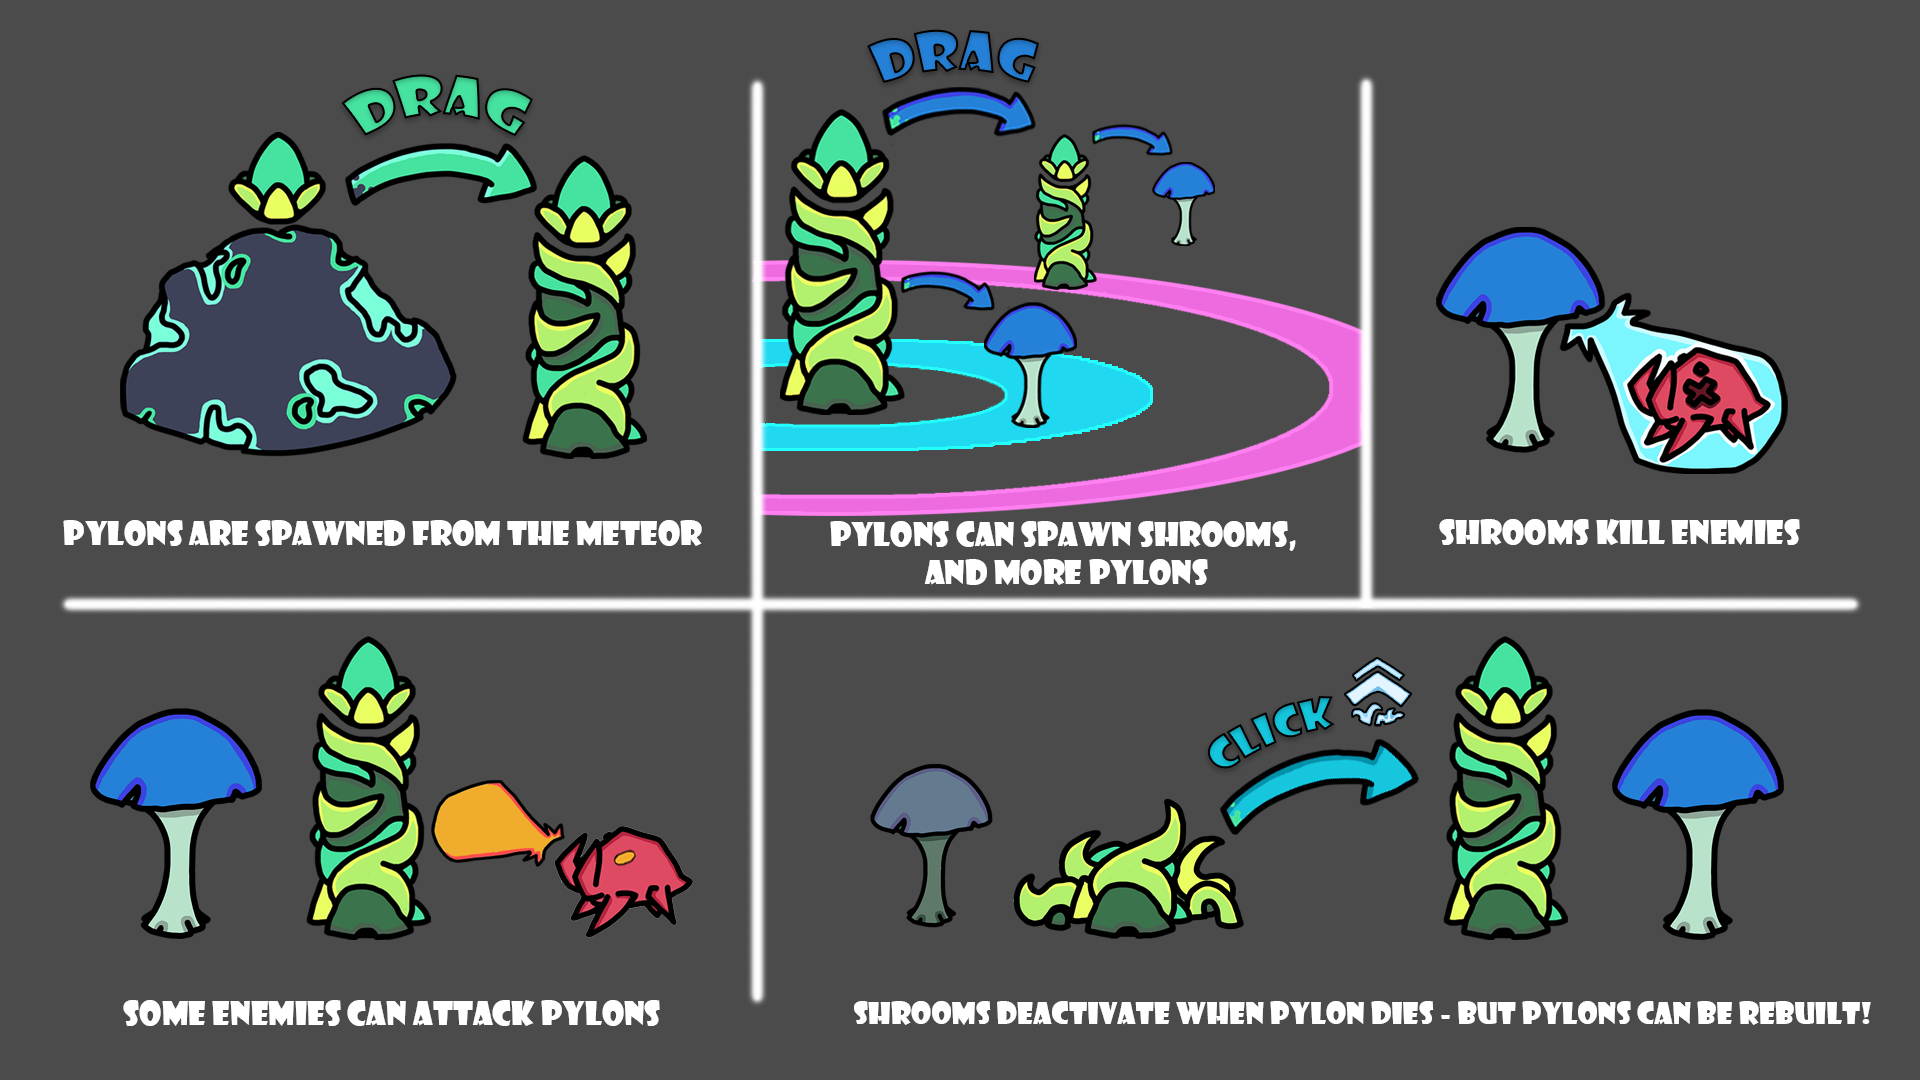 DRAG
PYLONS ARE SPAWNED FROM THE METEOR
DRAG
PYLONS CAN SPAWN SHROOMS,
AND MORE PYLONS
SHROOMS KILL ENEMIES
SOME ENEMIES CAN ATTACK PYLONS
CLICK
SHROOMS DEACTIVATE WHEN PYLON DIES - BUT PYLONS CAN BE REBUILT!